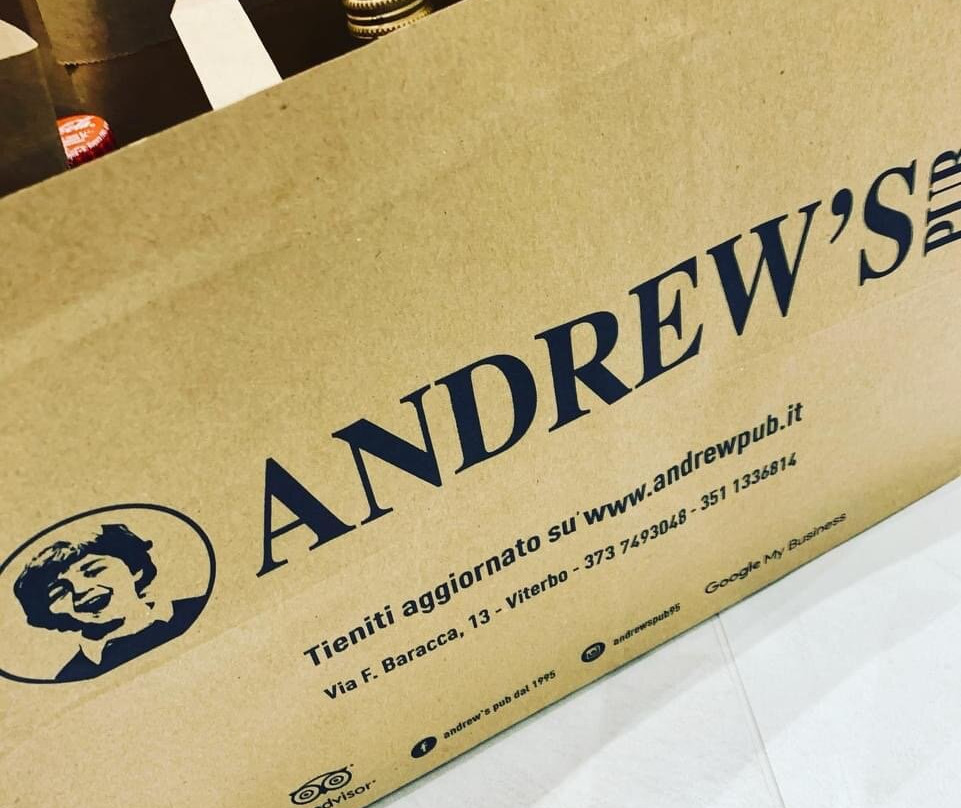 ANDREW'S PUB
Tieniti aggiornato su www.andrewpub.it
Via F. Baracca, 13 - Viterbo - 373 7493048 - 351 1336814
andrew's pub dal 1995
andrewspub95
Google My Business
advisor